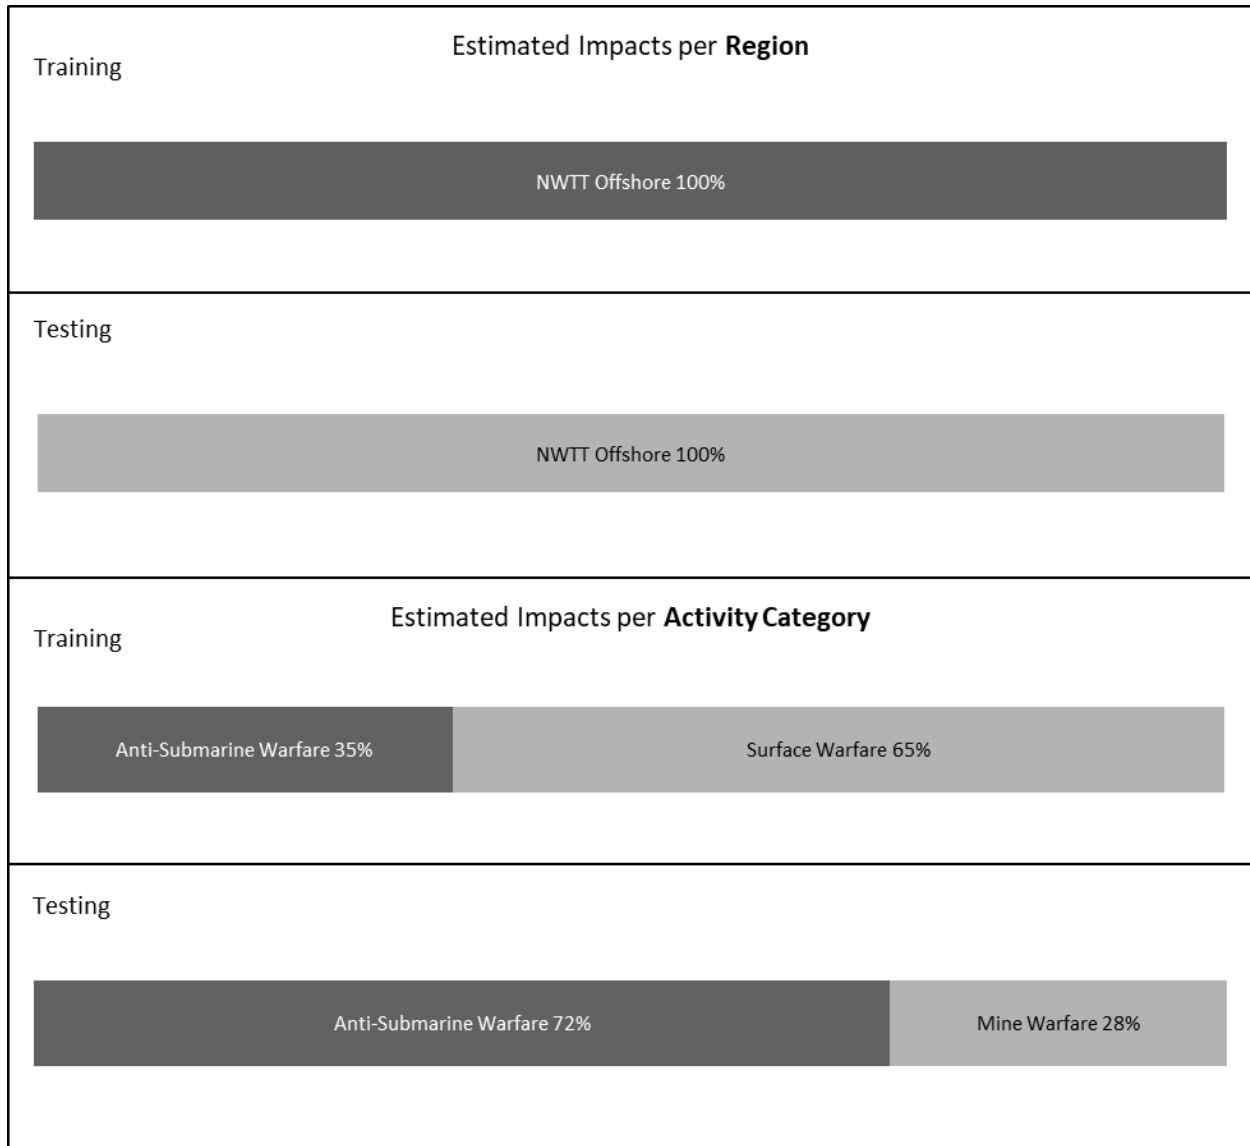 Estimated Impacts per Region
Training
NWTT Offshore 100%
Testing
NWTT Offshore 100%
Estimated Impacts per Activity Category
Training
Anti-Submarine Warfare 35%
Surface Warfare 65%
Testing
Anti-Submarine Warfare 72%
Mine Warfare 28%